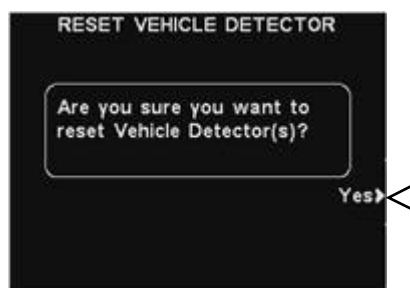 RESET VEHICLE DETECTOR
Are you sure you want to
reset Vehicle Detector(s)?
Yes